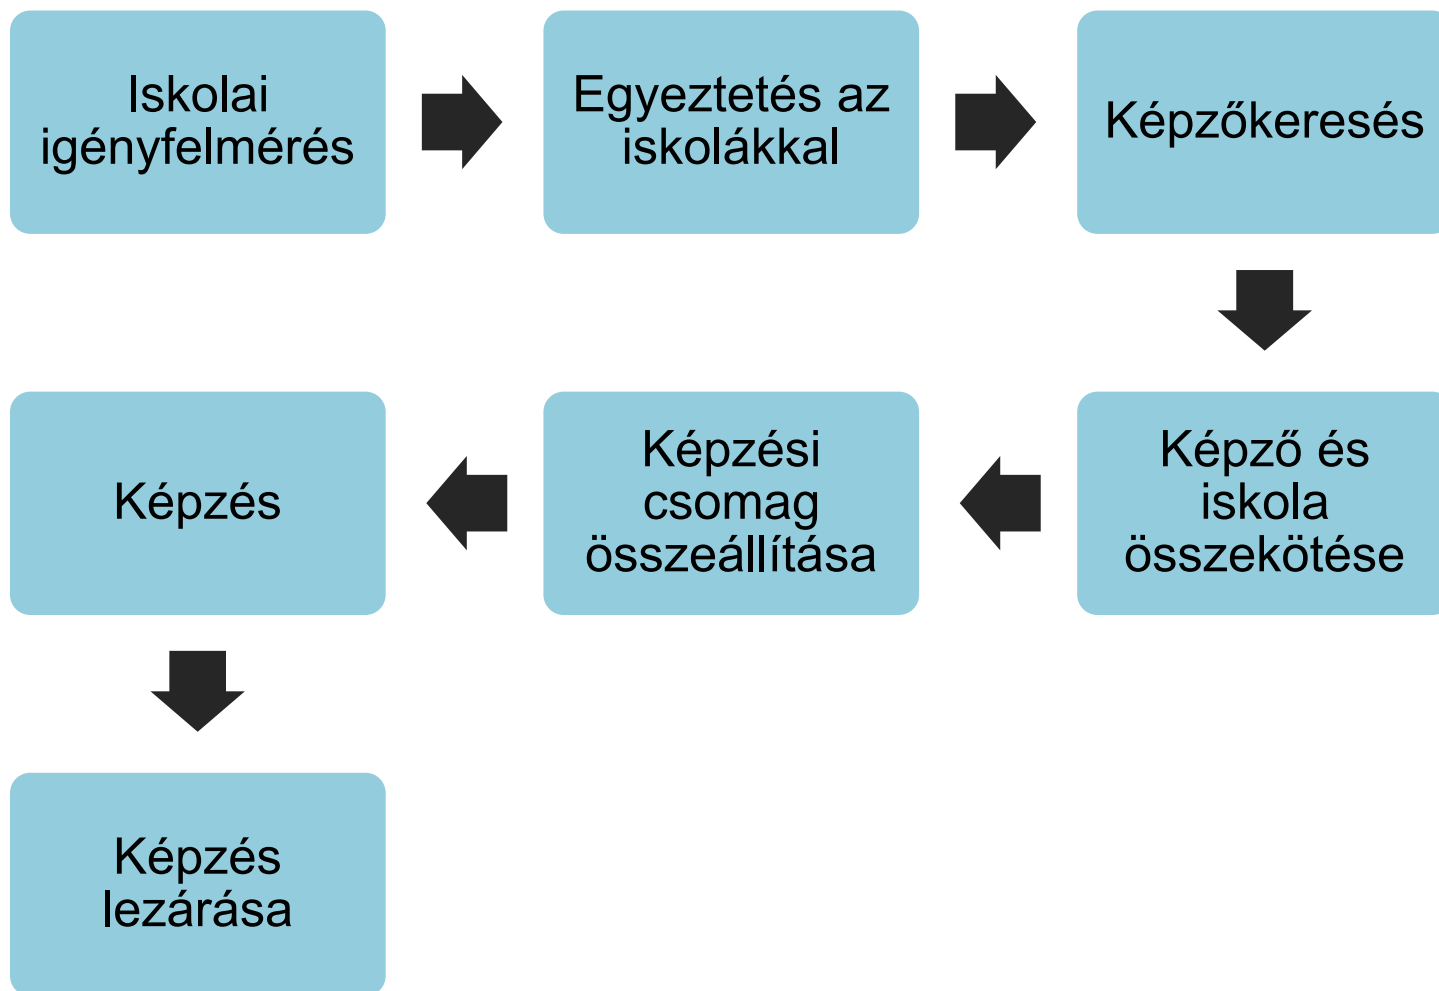 Iskolai
igényfelmérés
Egyeztetés az
iskolákkal
Képzőkeresés
Képző és
iskola
összekötése
Képzési
csomag
összeállítása
Képzés
Képzés
lezárása